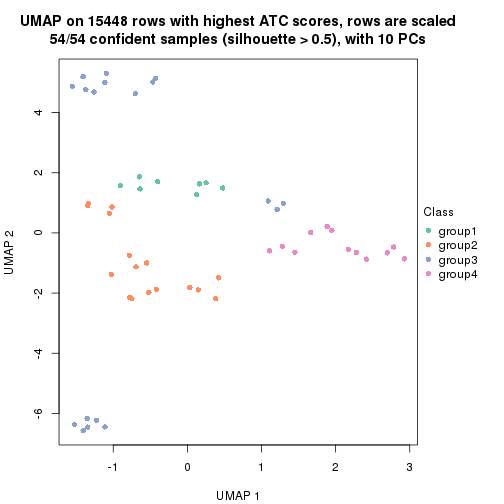 UMAP on 15448 rows with highest ATC scores, rows are scaled
54/54 confident samples (silhouette > 0.5), with 10 PCs
4
2
0
-2
-4
-6
UMAP 2
-1
0
1
2
3
UMAP 1
Class
group1
group2
group3
group4